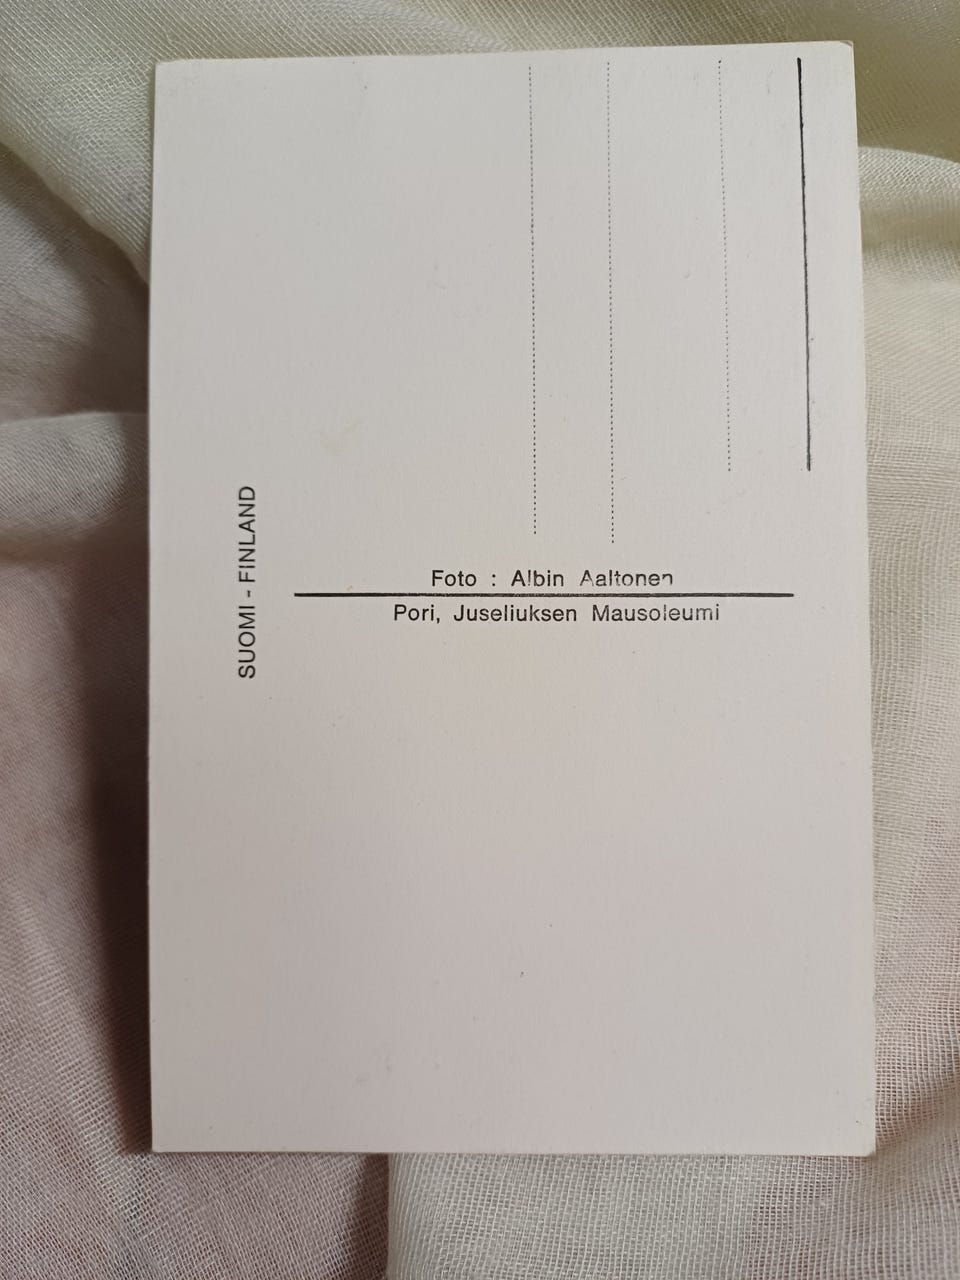 SUOMI - FINLAND
Foto : Albin Aaltonen
Pori, Juseliuksen Mausoleumi